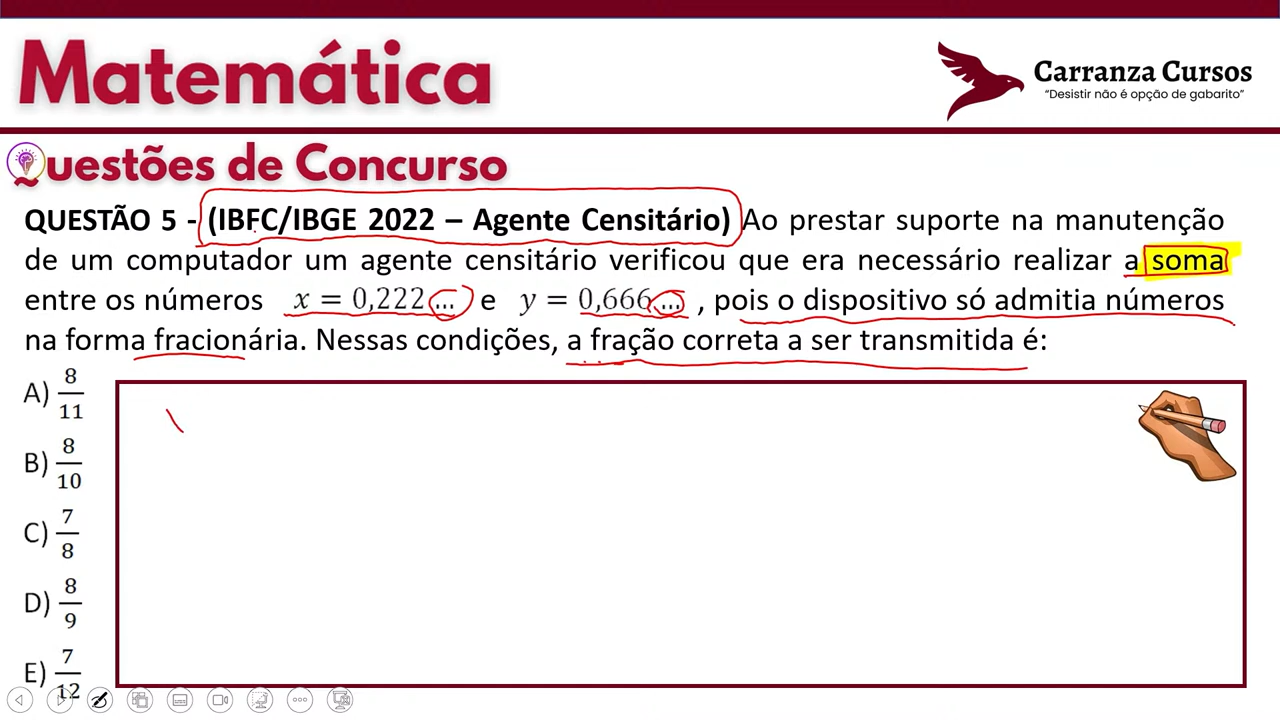 Matemática
Carranza Cursos
“Desistir não é opção de gabarito”
Questões de Concurso
QUESTÃO 5 - (IBFC/IBGE 2022 – Agente Censitário) Ao prestar suporte na manutenção
de um computador um agente censitário verificou que era necessário realizar a soma
entre os números x = 0,222 ... e y = 0,666 ... , pois o dispositivo só admitia números
na forma fracionária. Nessas condições, a fração correta a ser transmitida é:
A) 8/11
B) 8/10
C) 7/8
D) 8/9
E) 7/12